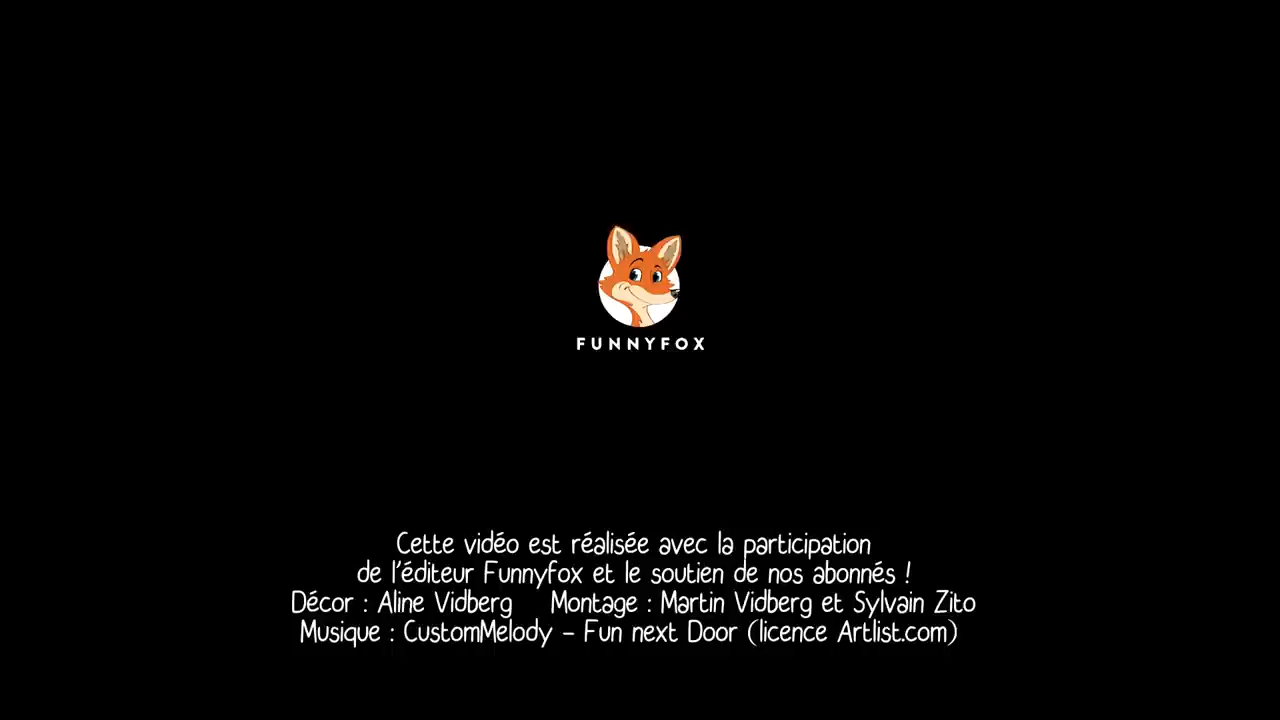 FUNNYFOX
Cette vidéo est réalisée avec la participation
de l'éditeur Funnyfox et le soutien de nos abonnés !
Décor : Aline Vidberg Montage : Martin Vidberg et Sylvain Zito
Musique : CustomMelody - Fun next Door (licence Artlist.com)